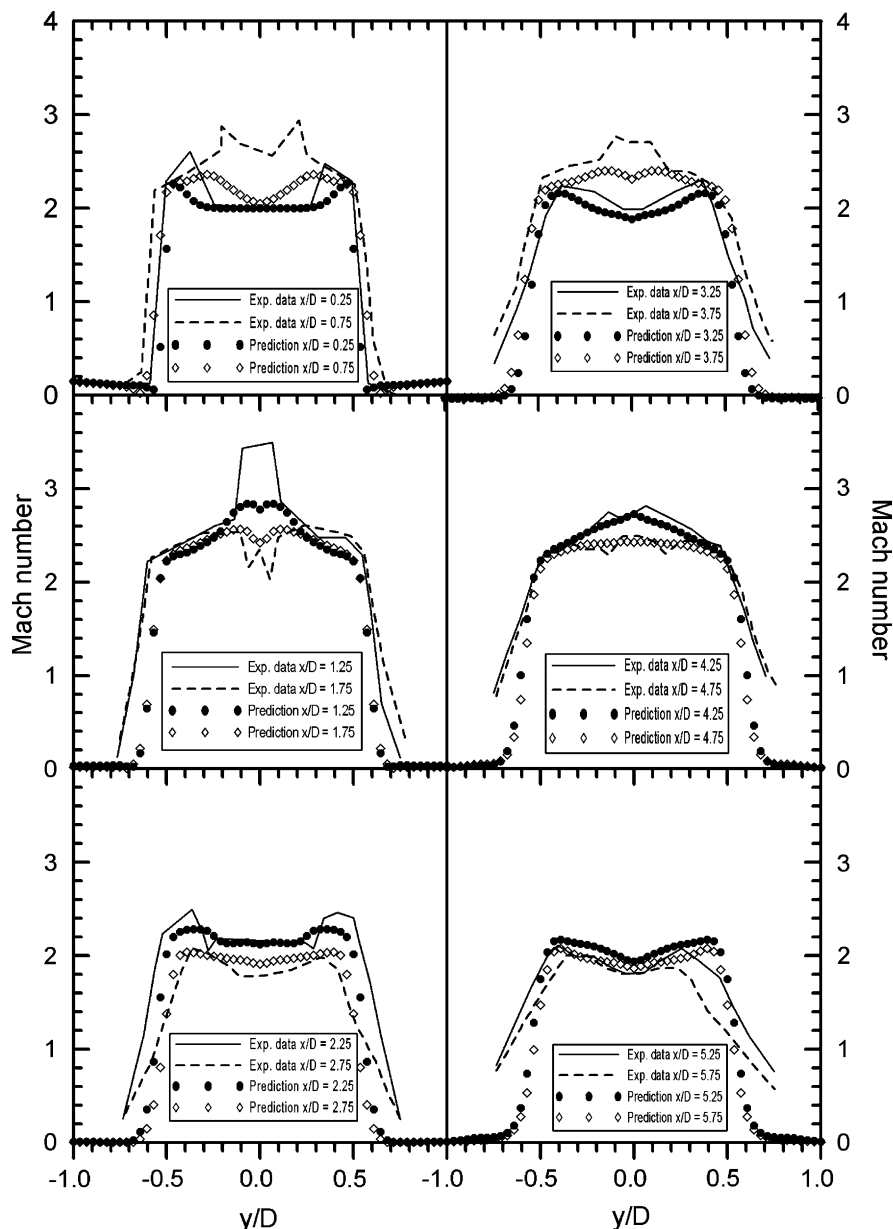 4
3
2
1
0
Mach number
Exp. data x/D = 0.25
Exp. data x/D = 0.75
Prediction x/D = 0.25
Prediction x/D = 0.75
4
3
2
1
0
Mach number
Exp. data x/D = 3.25
Exp. data x/D = 3.75
Prediction x/D = 3.25
Prediction x/D = 3.75
3
2
1
0
Exp. data x/D = 1.25
Exp. data x/D = 1.75
Prediction x/D = 1.25
Prediction x/D = 1.75
3
2
1
0
Exp. data x/D = 4.25
Exp. data x/D = 4.75
Prediction x/D = 4.25
Prediction x/D = 4.75
3
2
1
0
Exp. data x/D = 2.25
Exp. data x/D = 2.75
Prediction x/D = 2.25
Prediction x/D = 2.75
3
2
1
0
Exp. data x/D = 5.25
Exp. data x/D = 5.75
Prediction x/D = 5.25
Prediction x/D = 5.75
-1.0 -0.5 0.0 0.5 -1.0 -0.5 0.0 0.5 1.0
y/D y/D